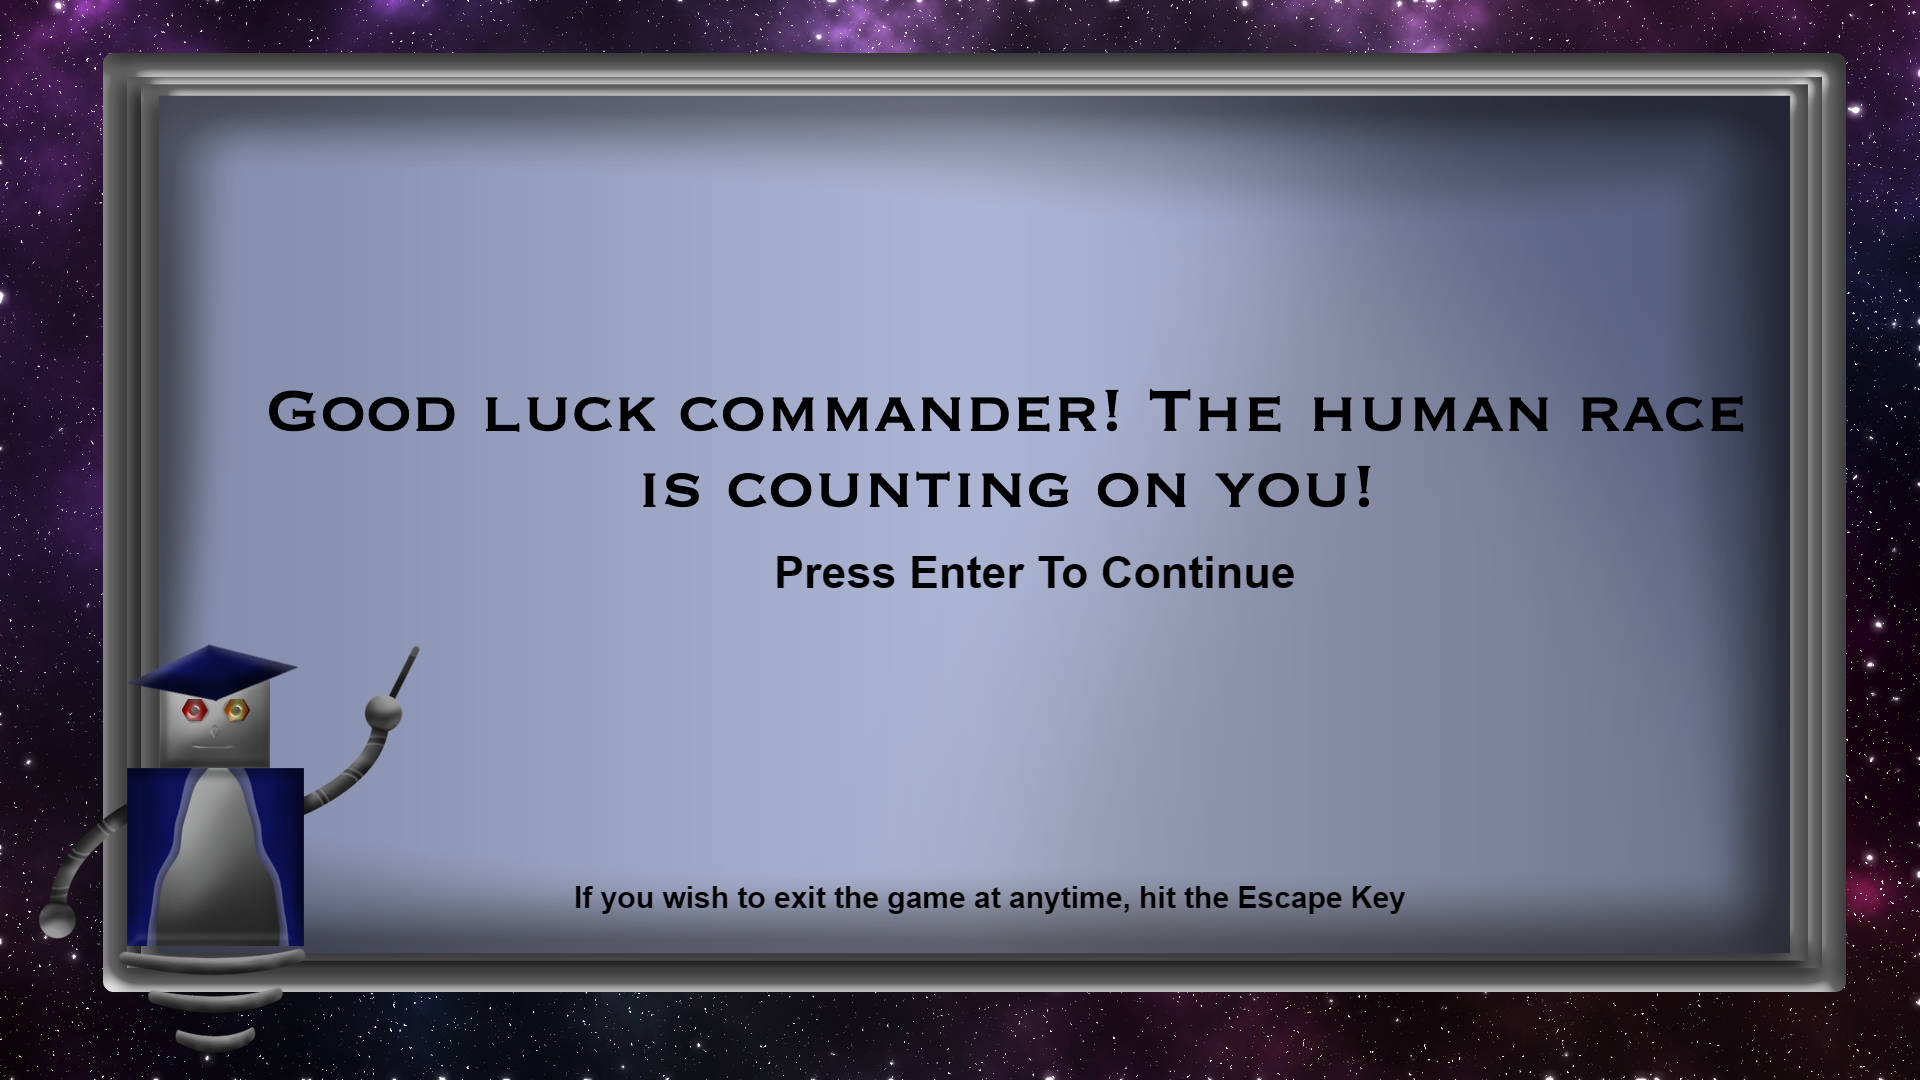 Good luck commander! The human race
is counting on you!
Press Enter To Continue
If you wish to exit the game at anytime, hit the Escape Key